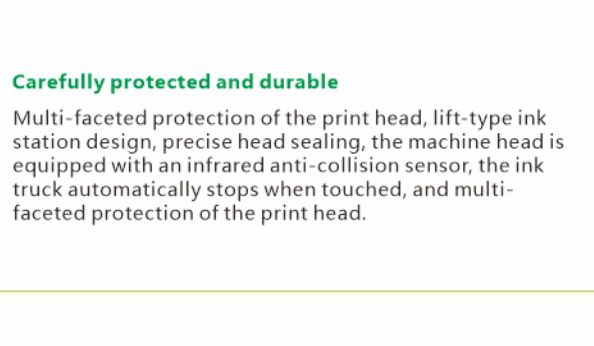 Carefully protected and durable
Multi-faceted protection of the print head, lift-type ink
station design, precise head sealing, the machine head is
equipped with an infrared anti-collision sensor, the ink
truck automatically stops when touched, and multi-
faceted protection of the print head.